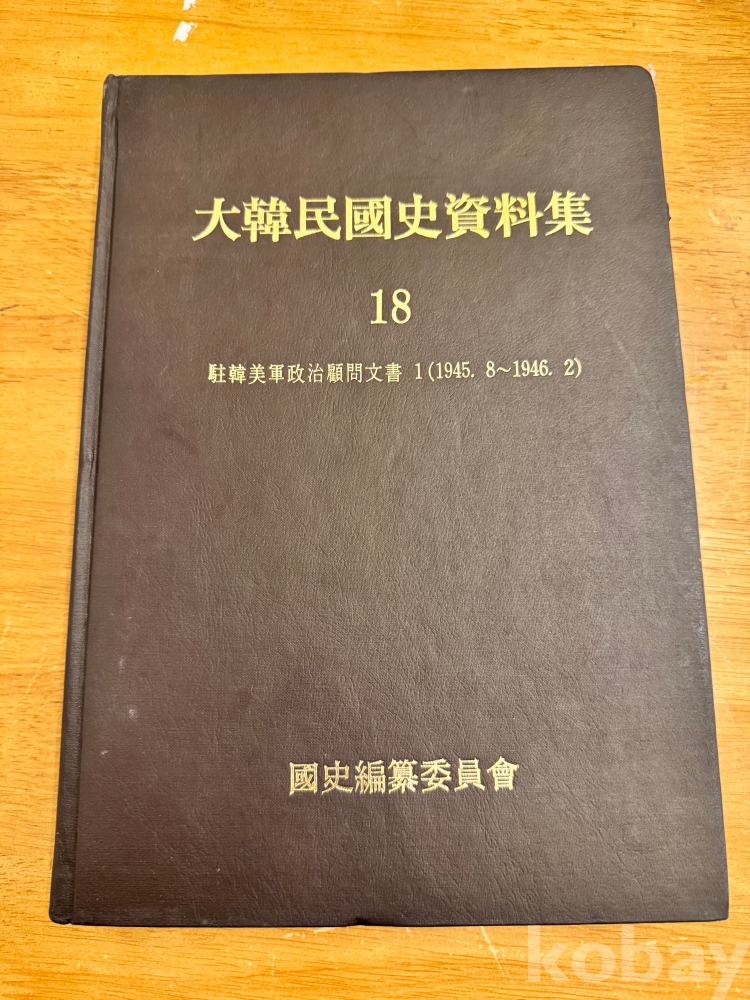 大韓民國史資料集
18
駐韓美軍政治顧問文書 1 (1945. 8~1946. 2)
國史編纂委員會
kobay